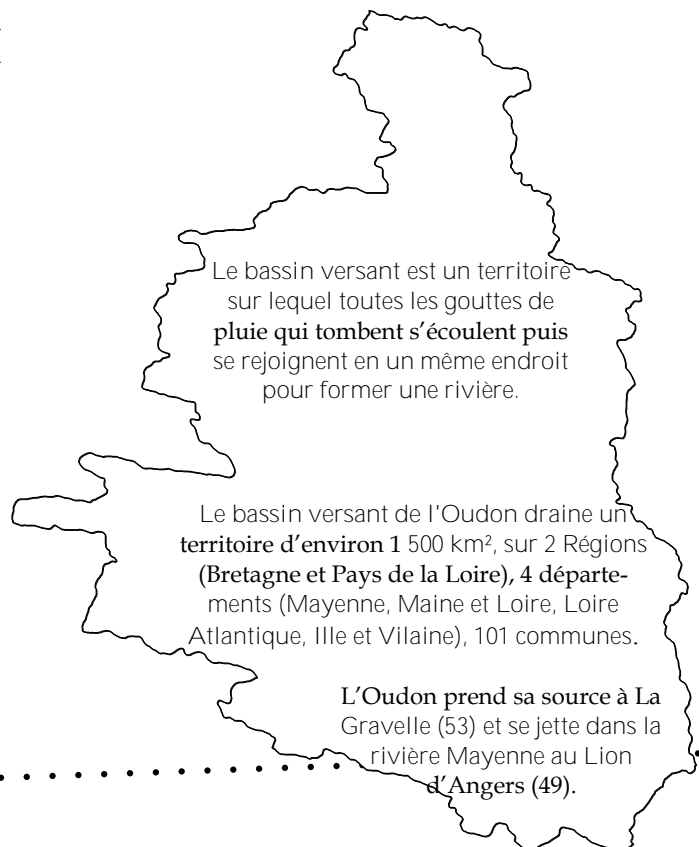 Le bassin versant est un territoire
sur lequel toutes les gouttes de
pluie qui tombent s’écoulent puis
se rejoignent en un même endroit
pour former une rivière.
Le bassin versant de l'Oudon draine un
territoire d’environ 1 500 km², sur 2 Régions
(Bretagne et Pays de la Loire), 4 départe-
ments (Mayenne, Maine et Loire, Loire
Atlantique, Ille et Vilaine), 101 communes.
L’Oudon prend sa source à La
Gravelle (53) et se jette dans la
rivière Mayenne au Lion
d’Angers (49).